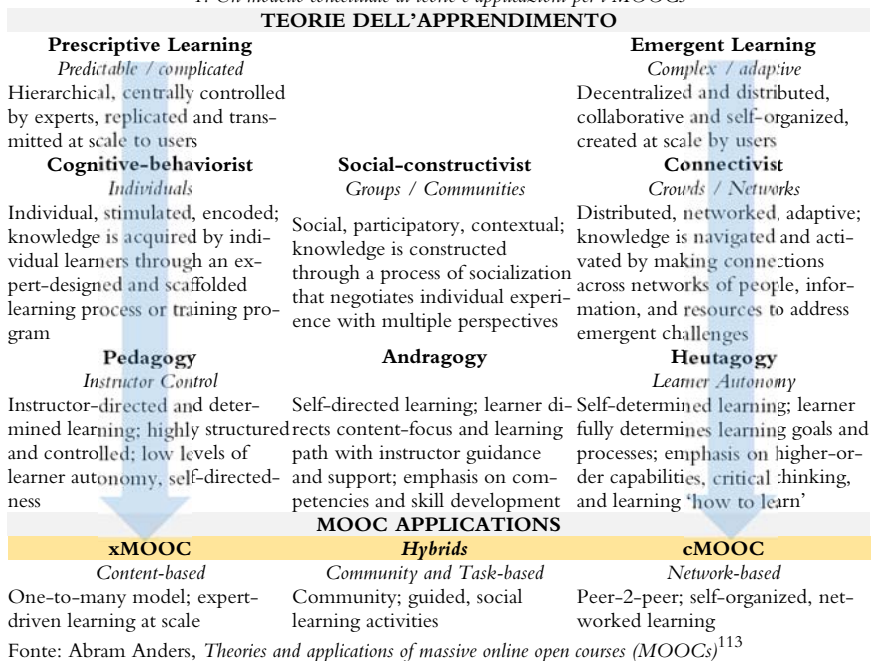 1. Un modello concettuale di teorie e applicazioni per i MOOCs
TEORIE DELL'APPRENDIMENTO
Prescriptive Learning
Predictable / complicated
Hierarchical, centrally controlled
by experts, replicated and trans-
mitted at scale to users
Emergent Learning
Complex / adaptive
Decentralized and distributed,
collaborative and self-organized,
created at scale by users
Cognitive-behaviorist
Individuals
Individual, stimulated, encoded;
knowledge is acquired by indi-
vidual learners through an ex-
pert-designed and scaffolded
learning process or training pro-
gram
Social-constructivist
Groups / Communities
Social, participatory, contextual;
knowledge is constructed
through a process of socialization
that negotiates individual experi-
ence with multiple perspectives
Connectivist
Crowds / Networks
Distributed, networked, adaptive;
knowledge is navigated and acti-
vated by making connections
across networks of people, infor-
mation, and resources to address
emergent challenges
Pedagogy
Instructor Control
Instructor-directed and deter-
mined learning; highly structured
and controlled; low levels of
learner autonomy, self-directed-
ness
Andragogy
Self-directed learning; learner di-
rects content-focus and learning
path with instructor guidance
and support; emphasis on com-
petencies and skill development
Heutagogy
Learner Autonomy
Self-determined learning; learner
fully determines learning goals and
processes; emphasis on higher-or-
der capabilities, critical thinking,
and learning 'how to learn'
MOOC APPLICATIONS
xMOOC
Content-based
One-to-many model; expert-
driven learning at scale
Hybrids
Community and Task-based
Community; guided, social
learning activities
cMOOC
Network-based
Peer-2-peer; self-organized, net-
worked learning
Fonte: Abram Anders, Theories and applications of massive online open courses (MOOCs)113